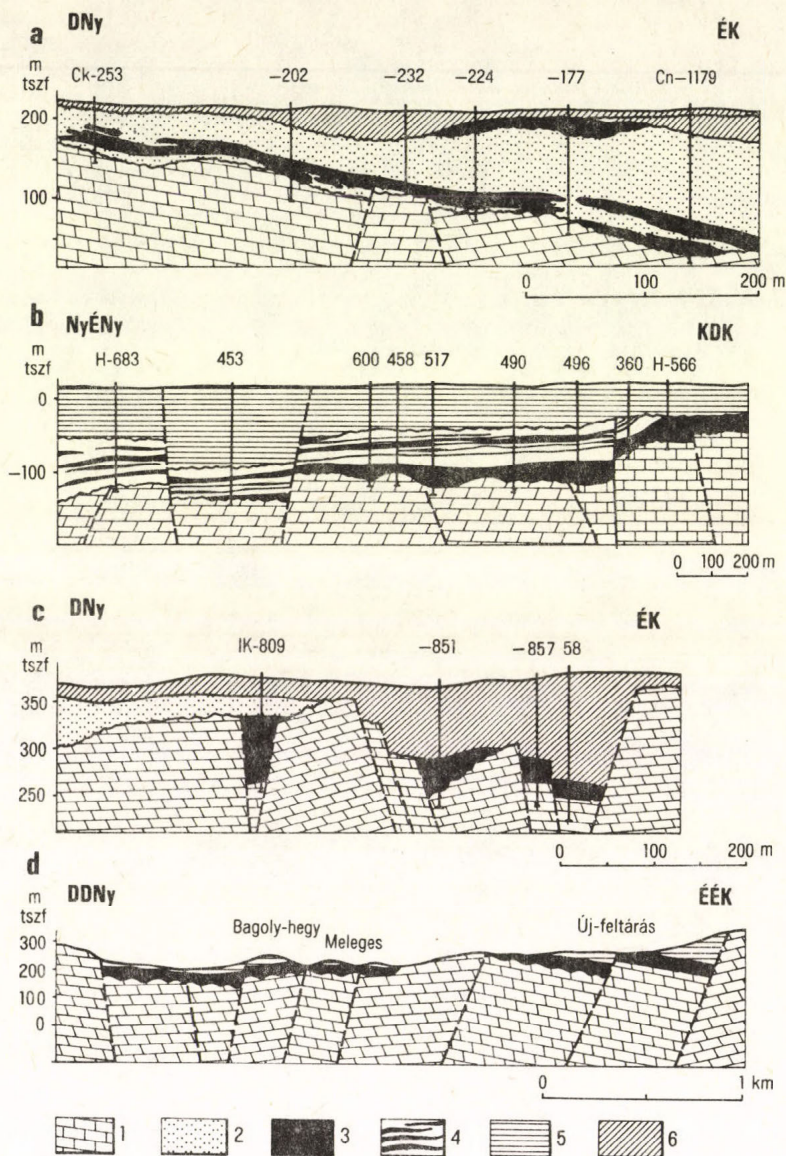 a
DNy ÉK
m
tszf
Ck-253 –202 –232 –224 –177 Cn–1179
200
100
0 100 200 m
b
NyÉNy KDK
m
tszf
H-683 453 600 458 517 490 496 360 H-566
0
–100
0 100 200 m
c
DNy ÉK
m
tszf
IK-809 –851 –857 58
350
300
250
0 100 200 m
d
DDNy ÉÉK
m
tszf
Bagoly-hegy
Meleges
Új-feltárás
300
200
100
0
0 1 km
1 2 3 4 5 6